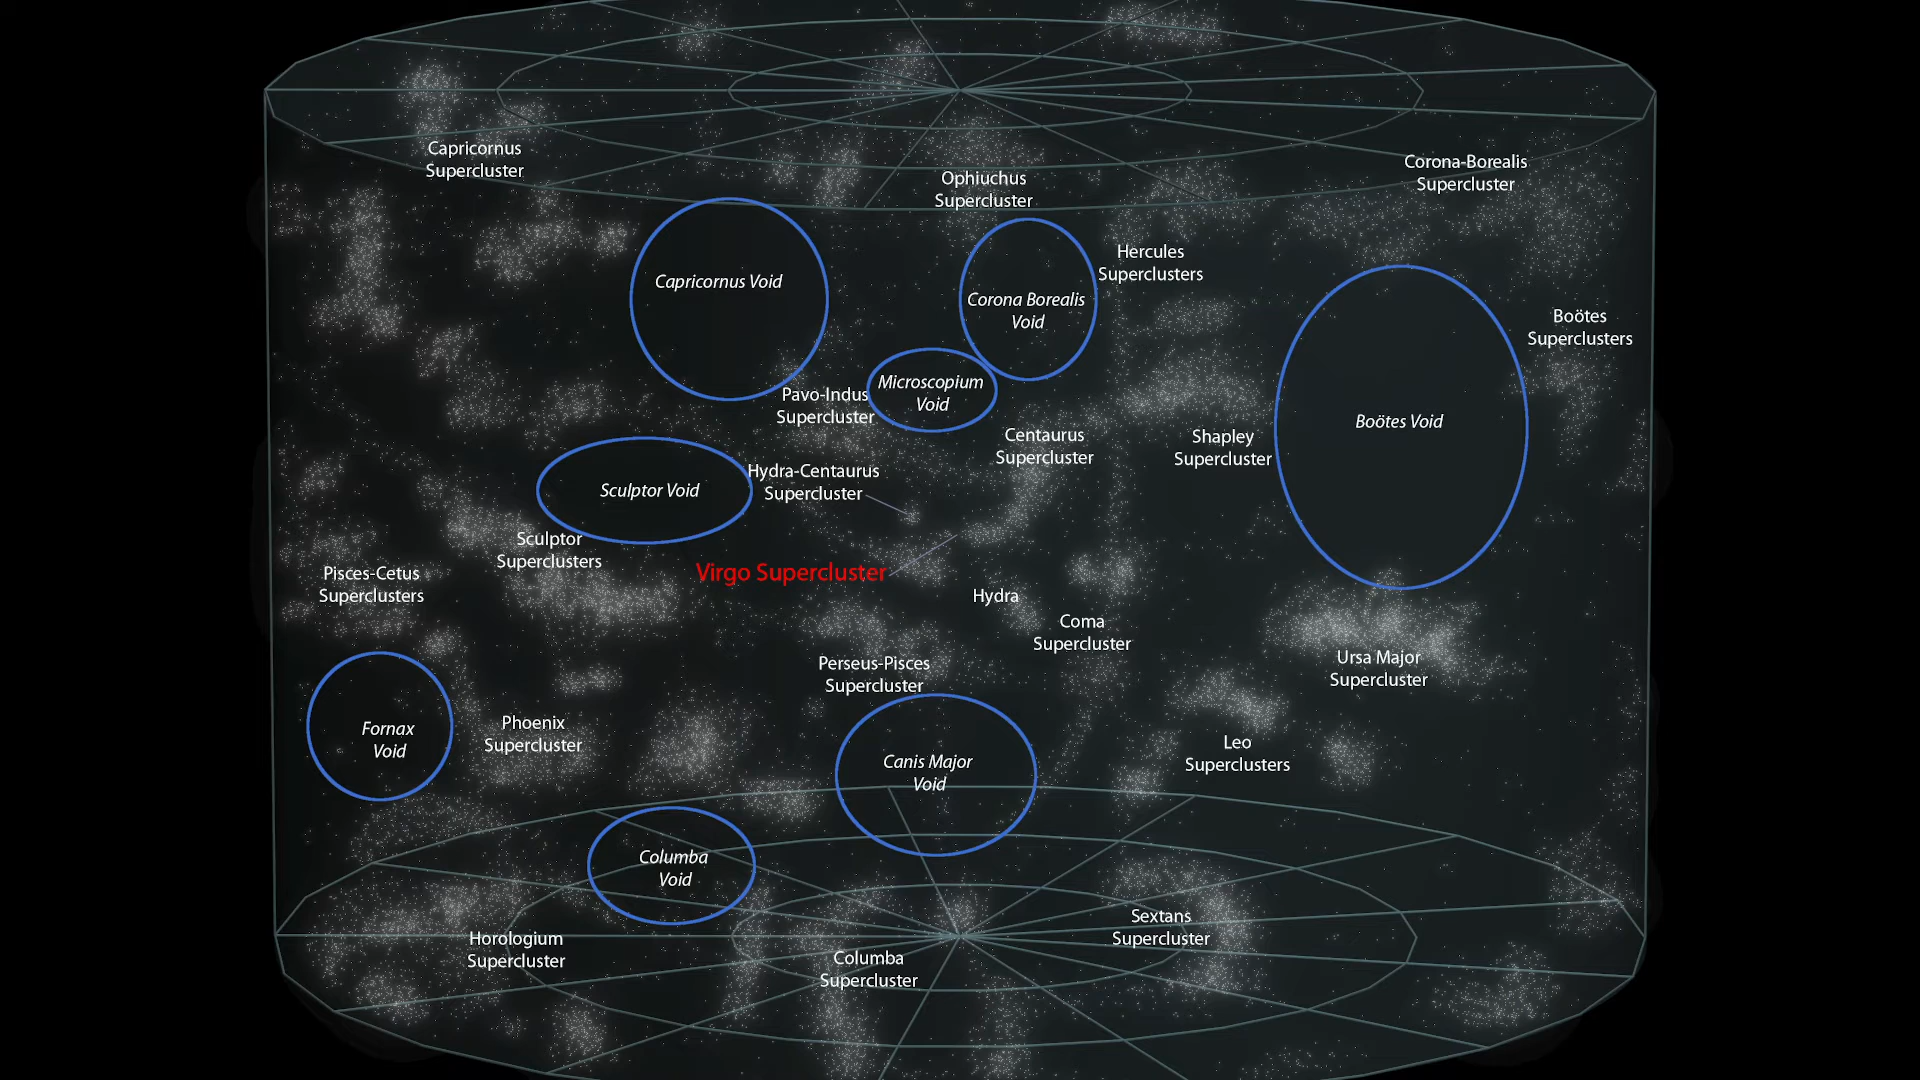 Capricornus
Supercluster
Ophiuchus
Supercluster
Corona-Borealis
Supercluster
Capricornus Void
Corona Borealis
Void
Hercules
Superclusters
Boötes
Superclusters
Microscopium
Void
Pavo-Indus
Supercluster
Boötes Void
Centaurus
Supercluster
Shapley
Supercluster
Sculptor Void
Hydra-Centaurus
Supercluster
Sculptor
Superclusters
Pisces-Cetus
Superclusters
Virgo Supercluster
Hydra
Coma
Supercluster
Perseus-Pisces
Supercluster
Ursa Major
Supercluster
Fornax
Void
Phoenix
Supercluster
Canis Major
Void
Leo
Superclusters
Columba
Void
Horologium
Supercluster
Columba
Supercluster
Sextans
Supercluster